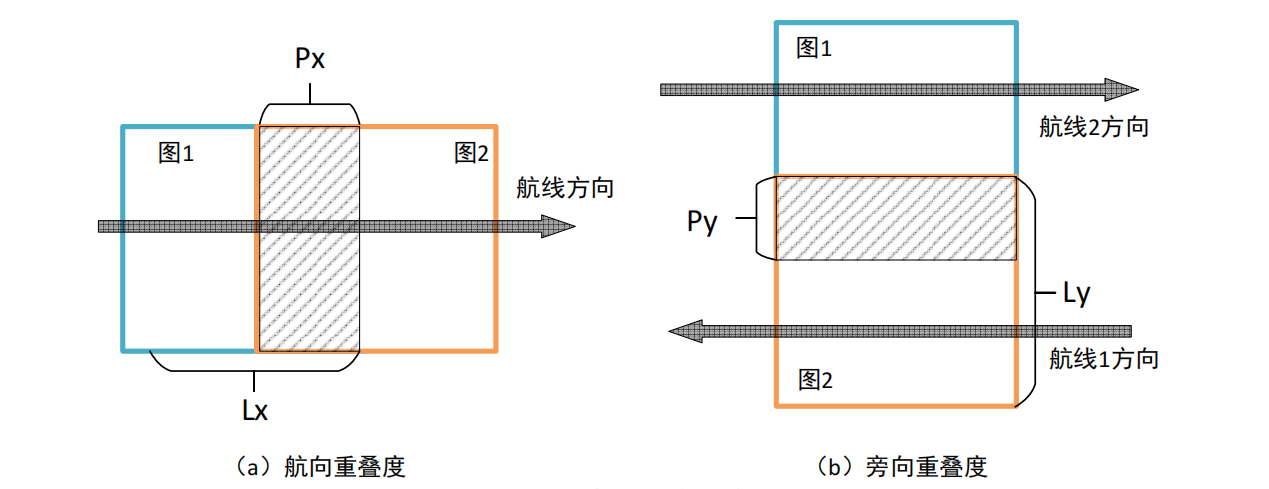 Px
图1
图2
航线方向
Lx
（a）航向重叠度
图1
航线2方向
Py
Ly
航线1方向
图2
（b）旁向重叠度